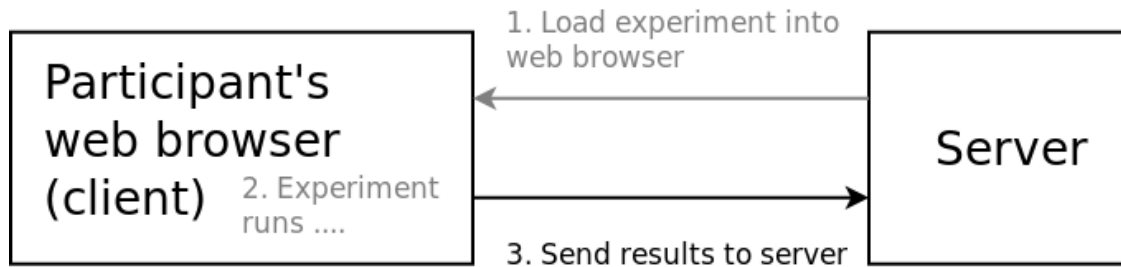 1. Load experiment into
web browser
Participant's
web browser
(client)
2. Experiment
runs ....
Server
3. Send results to server